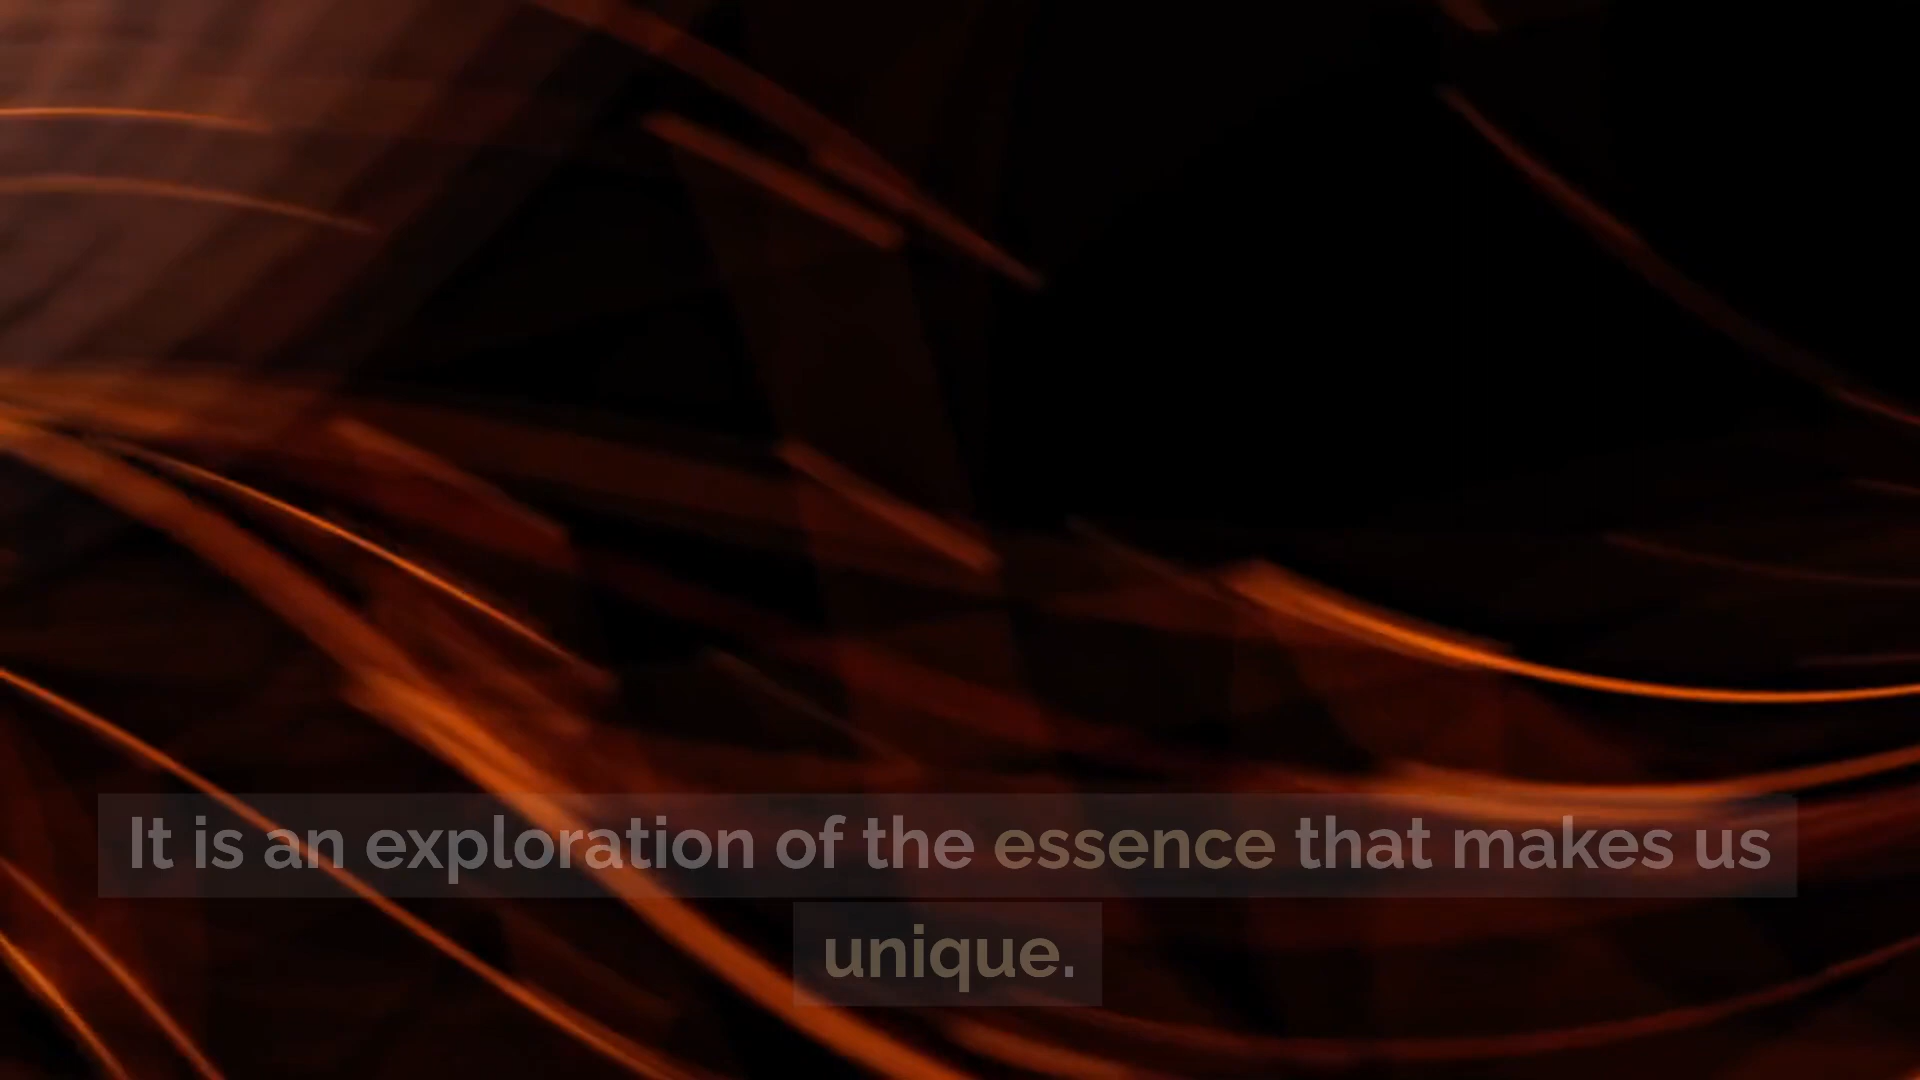 It is an exploration of the essence that makes us
unique.